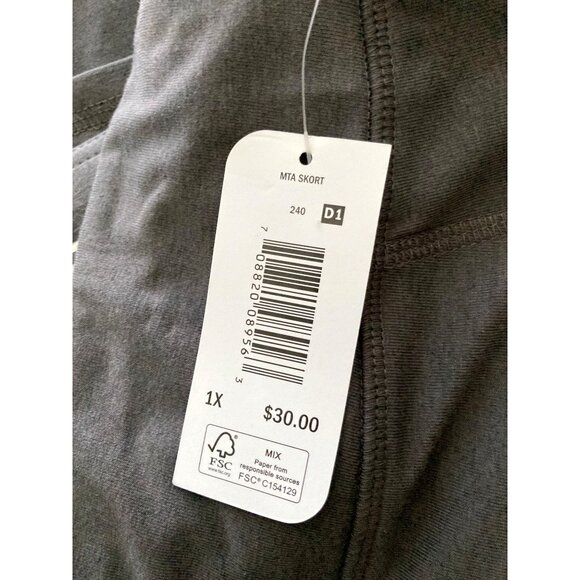 MTA SKORT
240 D1
7 08820 08956 3
1X $30.00
FSC
www.fsc.org
MIX
Paper from
responsible sources
FSC® C154129